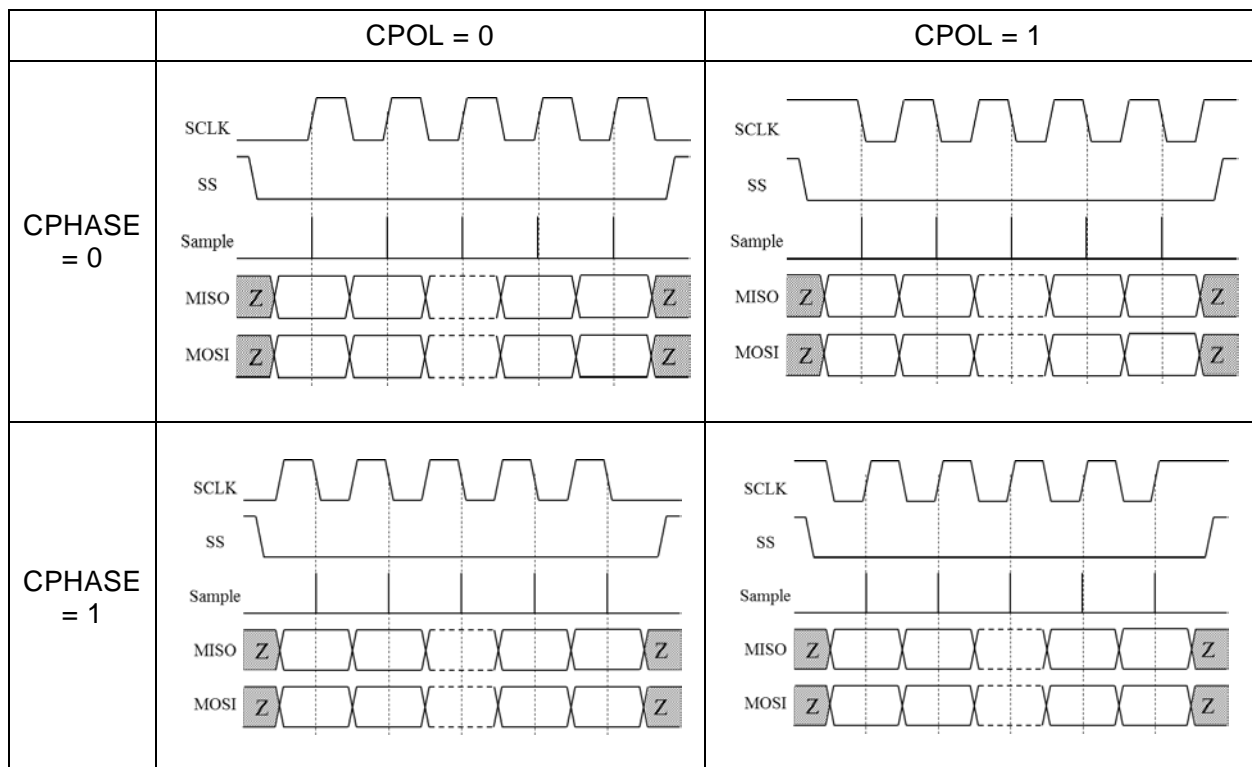 CPOL = 0
CPOL = 1
CPHASE
= 0
SCLK
SS
Sample
MISO
Z
Z
MOSI
Z
Z
SCLK
SS
Sample
MISO
Z
Z
MOSI
Z
Z
CPHASE
= 1
SCLK
SS
Sample
MISO
Z
Z
MOSI
Z
Z
SCLK
SS
Sample
MISO
Z
Z
MOSI
Z
Z